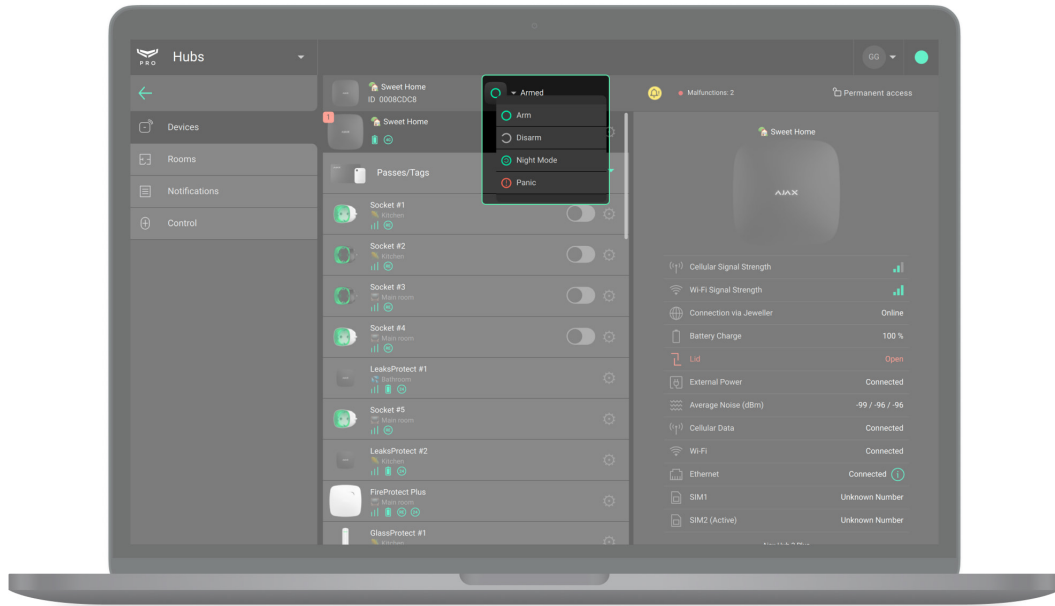 PRO
Hubs
GG
Sweet Home
ID 0008CDC8
Armed
Malfunctions: 2
Permanent access
Arm
Disarm
Night Mode
Panic
Devices
Rooms
Notifications
Control
1
Sweet Home
Passes/Tags
Socket #1
Kitchen
Socket #2
Kitchen
Socket #3
Main room
Socket #4
Main room
LeaksProtect #1
Bathroom
Socket #5
Main room
LeaksProtect #2
Kitchen
FireProtect Plus
Main room
GlassProtect #1
Kitchen
Sweet Home
AJAX
Cellular Signal Strength
Wi-Fi Signal Strength
Connection via Jeweller Online
Battery Charge 100 %
Lid Open
External Power Connected
Average Noise (dBm) -99 / -96 / -96
Cellular Data Connected
Wi-Fi Connected
Ethernet Connected
SIM1 Unknown Number
SIM2 (Active) Unknown Number